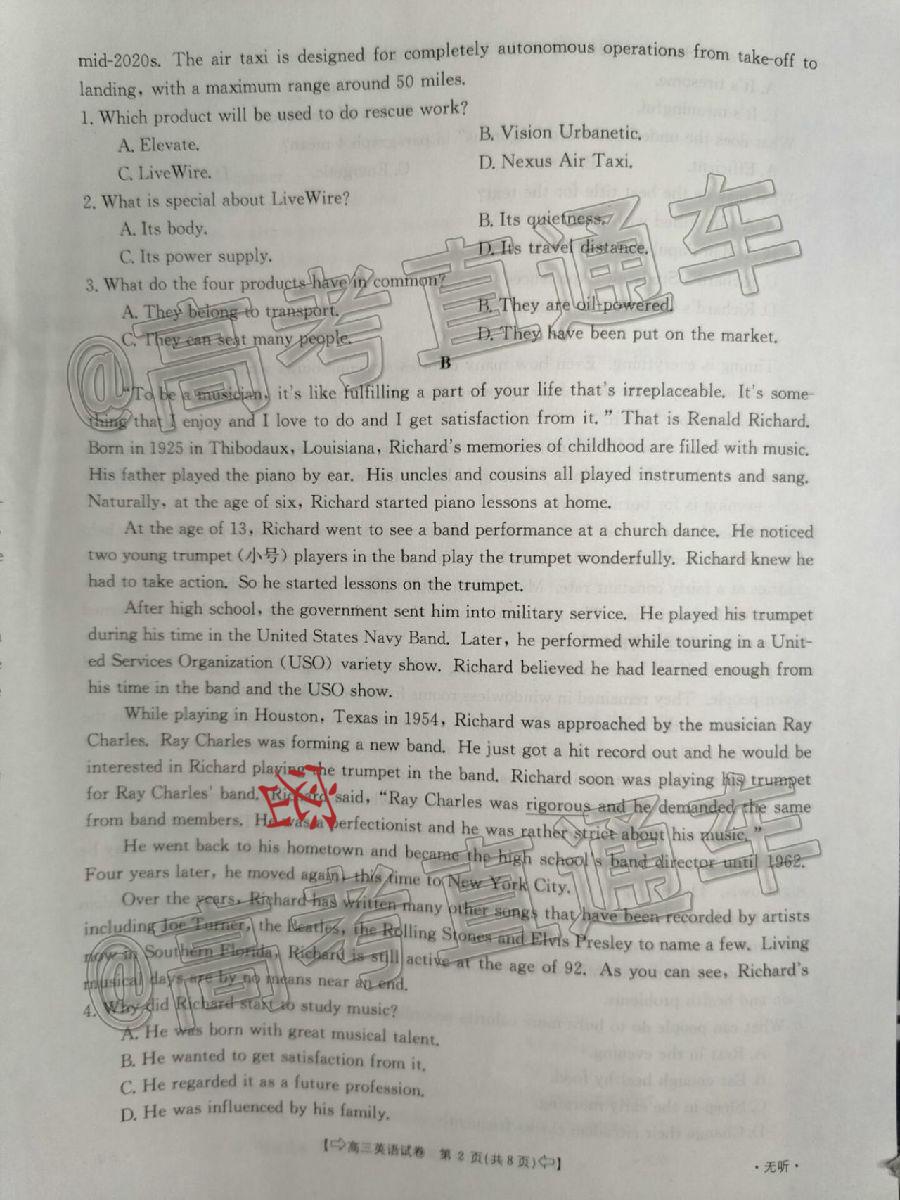 mid-2020s. The air taxi is designed for completely autonomous operations from take-off to
landing, with a maximum range around 50 miles.
1. Which product will be used to do rescue work?
A. Elevate.
B. Vision Urbanetic.
C. LiveWire.
D. Nexus Air Taxi.
2. What is special about LiveWire?
A. Its body.
B. Its quietness.
C. Its power supply.
D. Its travel distance.
3. What do the four products have in common?
A. They belong to transport.
B. They are oil-powered.
C. They can seat many people.
D. They have been put on the market.
B
"To be a musician, it's like fulfilling a part of your life that's irreplaceable. It's some-
thing that I enjoy and I love to do and I get satisfaction from it." That is Renald Richard.
Born in 1925 in Thibodaux, Louisiana, Richard's memories of childhood are filled with music.
His father played the piano by ear. His uncles and cousins all played instruments and sang.
Naturally, at the age of six, Richard started piano lessons at home.
At the age of 13, Richard went to see a band performance at a church dance. He noticed
two young trumpet (小号) players in the band play the trumpet wonderfully. Richard knew he
had to take action. So he started lessons on the trumpet.
After high school, the government sent him into military service. He played his trumpet
during his time in the United States Navy Band. Later, he performed while touring in a Unit-
ed Services Organization (USO) variety show. Richard believed he had learned enough from
his time in the band and the USO show.
While playing in Houston, Texas in 1954, Richard was approached by the musician Ray
Charles. Ray Charles was forming a new band. He just got a hit record out and he would be
interested in Richard playing the trumpet in the band. Richard soon was playing his trumpet
for Ray Charles' band. Richard said, "Ray Charles was rigorous and he demanded the same
from band members. He was a perfectionist and he was rather strict about his music."
He went back to his hometown and became the high school's band director until 1962.
Four years later, he moved again, this time to New York City.
Over the years, Richard has written many other songs that have been recorded by artists
including Joe Turner, the Beatles, the Rolling Stones and Elvis Presley to name a few. Living
now in Southern Florida, Richard is still active at the age of 92. As you can see, Richard's
musical days are by no means near an end.
4. Why did Richard start to study music?
A. He was born with great musical talent.
B. He wanted to get satisfaction from it.
C. He regarded it as a future profession.
D. He was influenced by his family.
【⇨高三英语试卷 第 2 页(共 8 页)⇦】
·无听·
@高考直通车
@高考直通车